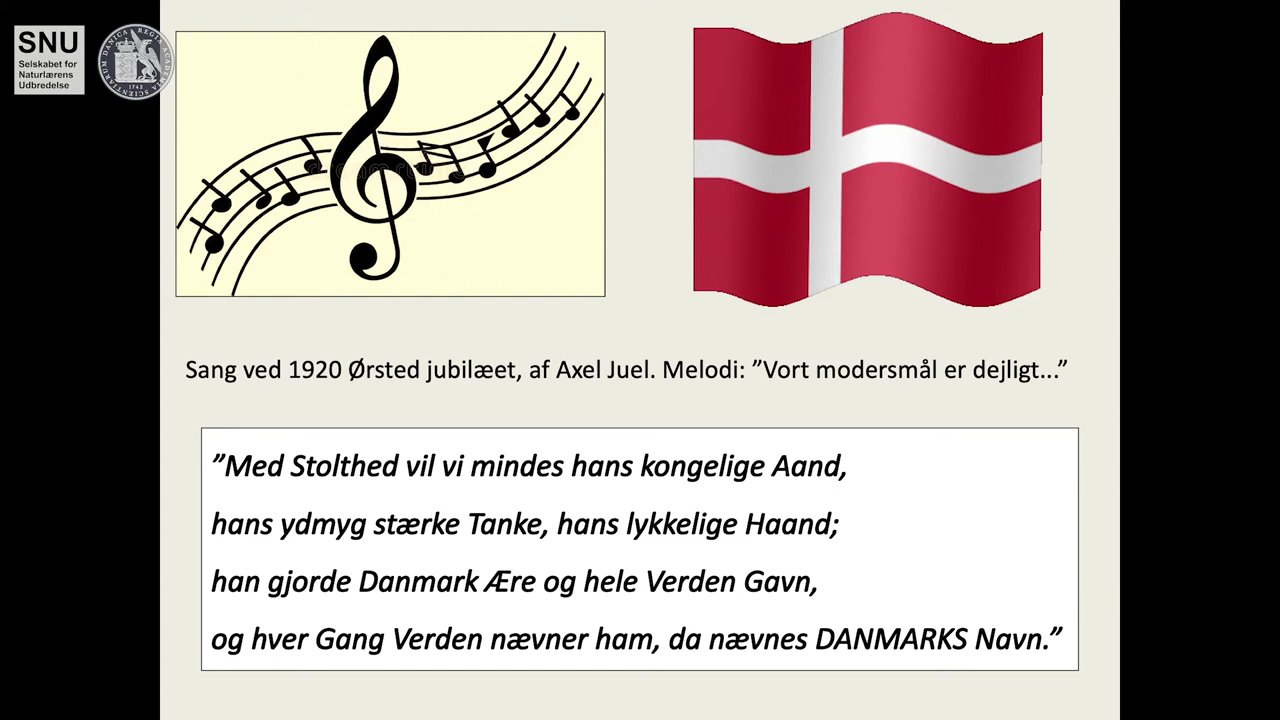 SNU
Selskabet for
Naturlærens
Udbredelse
Sang ved 1920 Ørsted jubilæet, af Axel Juel. Melodi: ”Vort modersmål er dejligt...”
”Med Stolthed vil vi mindes hans kongelige Aand,
hans ydmyg stærke Tanke, hans lykkelige Haand;
han gjorde Danmark Ære og hele Verden Gavn,
og hver Gang Verden nævner ham, da nævnes DANMARKS Navn.”